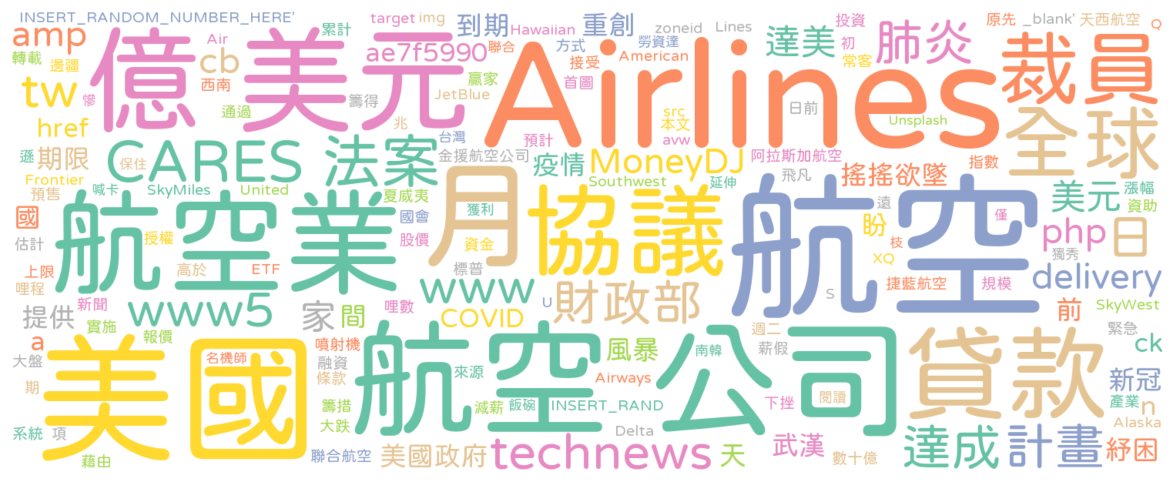 INSERT_RANDOM_NUMBER_HERE'
累計
target
img
到期
Hawaiian
重創
zoneid
Lines
達美
投資
原先
_blank'
天西航空
Q
amp
轉載
邊疆
Air
億
美元
ae7f5990
聯合
方式
勞資達
初
肺炎
常客
裁員
cb
西南
慘
通過
籌得
贏家
JetBlue
接受
首圖
American
Airlines
日前
tw
兆
src
本文
Unsplash
全球
href
CARES
法案
台灣
預計
avw
遜
期限
保住
金援航空公司
疫情
MoneyDJ
阿拉斯加航空
指數
Frontier
預售
喊卡
SkyMiles
United
夏威夷
月
Southwest
延伸
飛凡
搖搖欲墜
美元
漲幅
資助
國
航空業
國會
獲利
協議
航空
遠
盼
僅
枝
獨秀
php
日
估計
授權
股價
資金
高於
ETF
標普
XQ
上限
哩程
新聞
www
U
財政部
S
捷藍航空
規模
delivery
SkyWest
提供
實施
www5
家
問
哩數
COVID
前
緊急
a
報價
噴射機
航空公司
風暴
南韓
週二
薪假
貸款
ck
大盤
美國
名機師
融資
條款
來源
Airways
下挫
閱讀
新冠
期
籌措
減薪
飯碗
INSERT_RAND
產業
n
系統
項
大跌
Delta
武漢
Alaska
藉由
聯合航空
美國政府
technews
天
數十億
達成
計畫
紓困